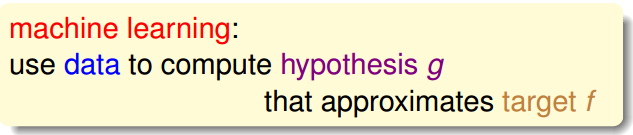 machine learning:
use data to compute hypothesis g
that approximates target f